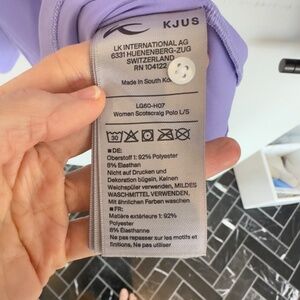 KJUS
LK INTERNATIONAL AG
6331 HUENENBERG-ZUG
SWITZERLAND
RN 104122
Made in South Ko
LG60-H07
Women Scotscraig Polo L/S
30
■ DE:
Oberstoff 1: 92% Polyester
8% Elasthan
Nicht auf Drucken und
Dekoration bügeln, Keinen
Weichspüler verwenden, MILDES
WASCHMITTEL VERWENDEN,
Mit ähnlichen Farben waschen
■ FR:
Matière extérieure 1: 92%
Polyester
8% Elasthanne
Ne pas repasser sur les motifs et
finitions, Ne pas utiliser